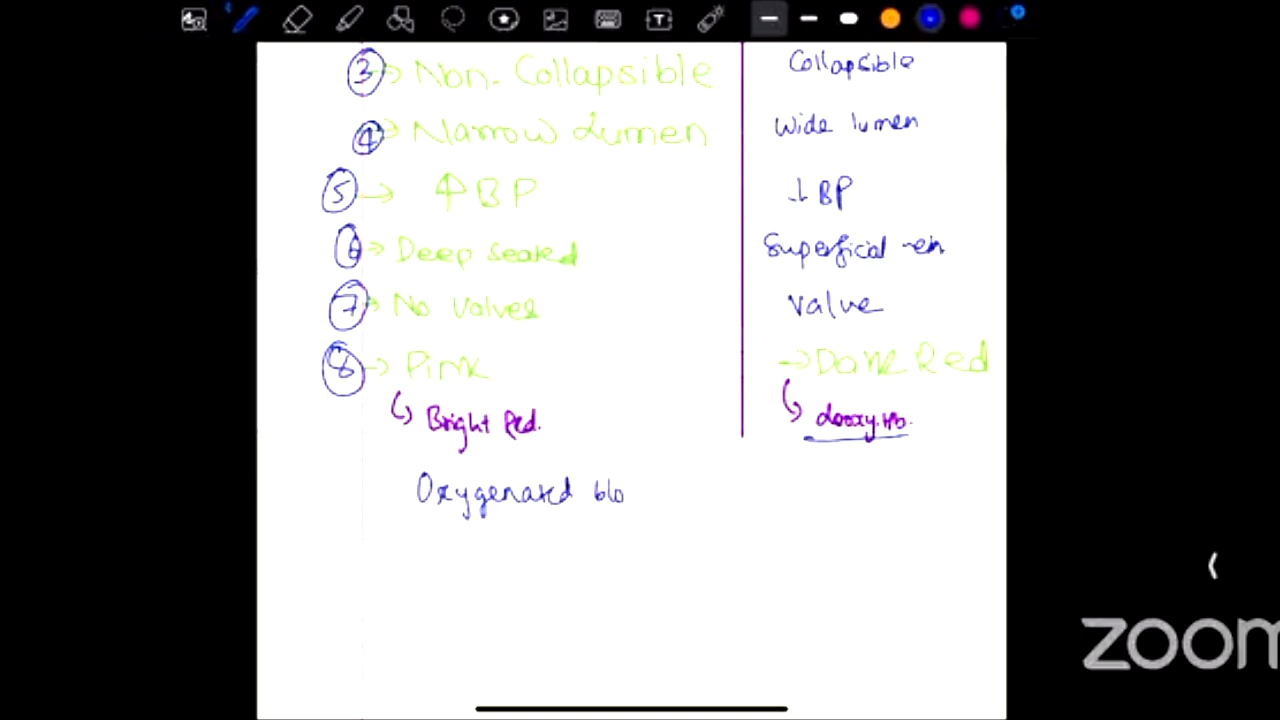 ③→ Non-Collapsible Collapsible
④→ Narrow Lumen Wide lumen
⑤→ ↑BP ↓BP
⑥→ Deep seated Superfical vein
⑦→ No valves Valve
⑧→ Pink →Dark Red
Bright Red. deoxy.Hb.
Oxygenated blo
zoom